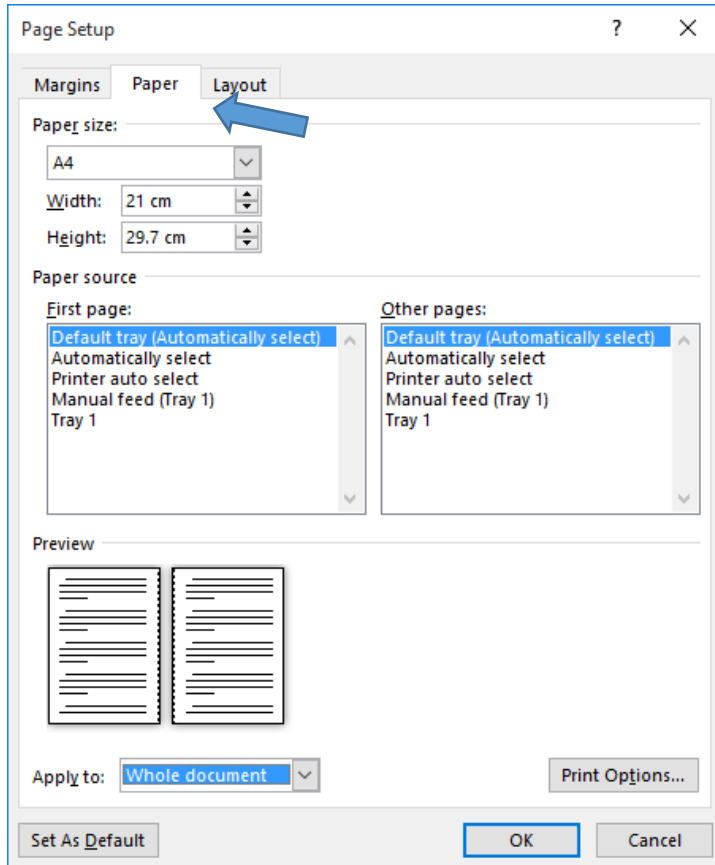 Page Setup ?
Margins Paper Layout
Paper size:
A4
Width: 21 cm
Height: 29.7 cm
Paper source
First page: Other pages:
Default tray (Automatically select) Default tray (Automatically select)
Automatically select Automatically select
Printer auto select Printer auto select
Manual feed (Tray 1) Manual feed (Tray 1)
Tray 1 Tray 1
Preview
Apply to: Whole document Print Options...
Set As Default OK Cancel